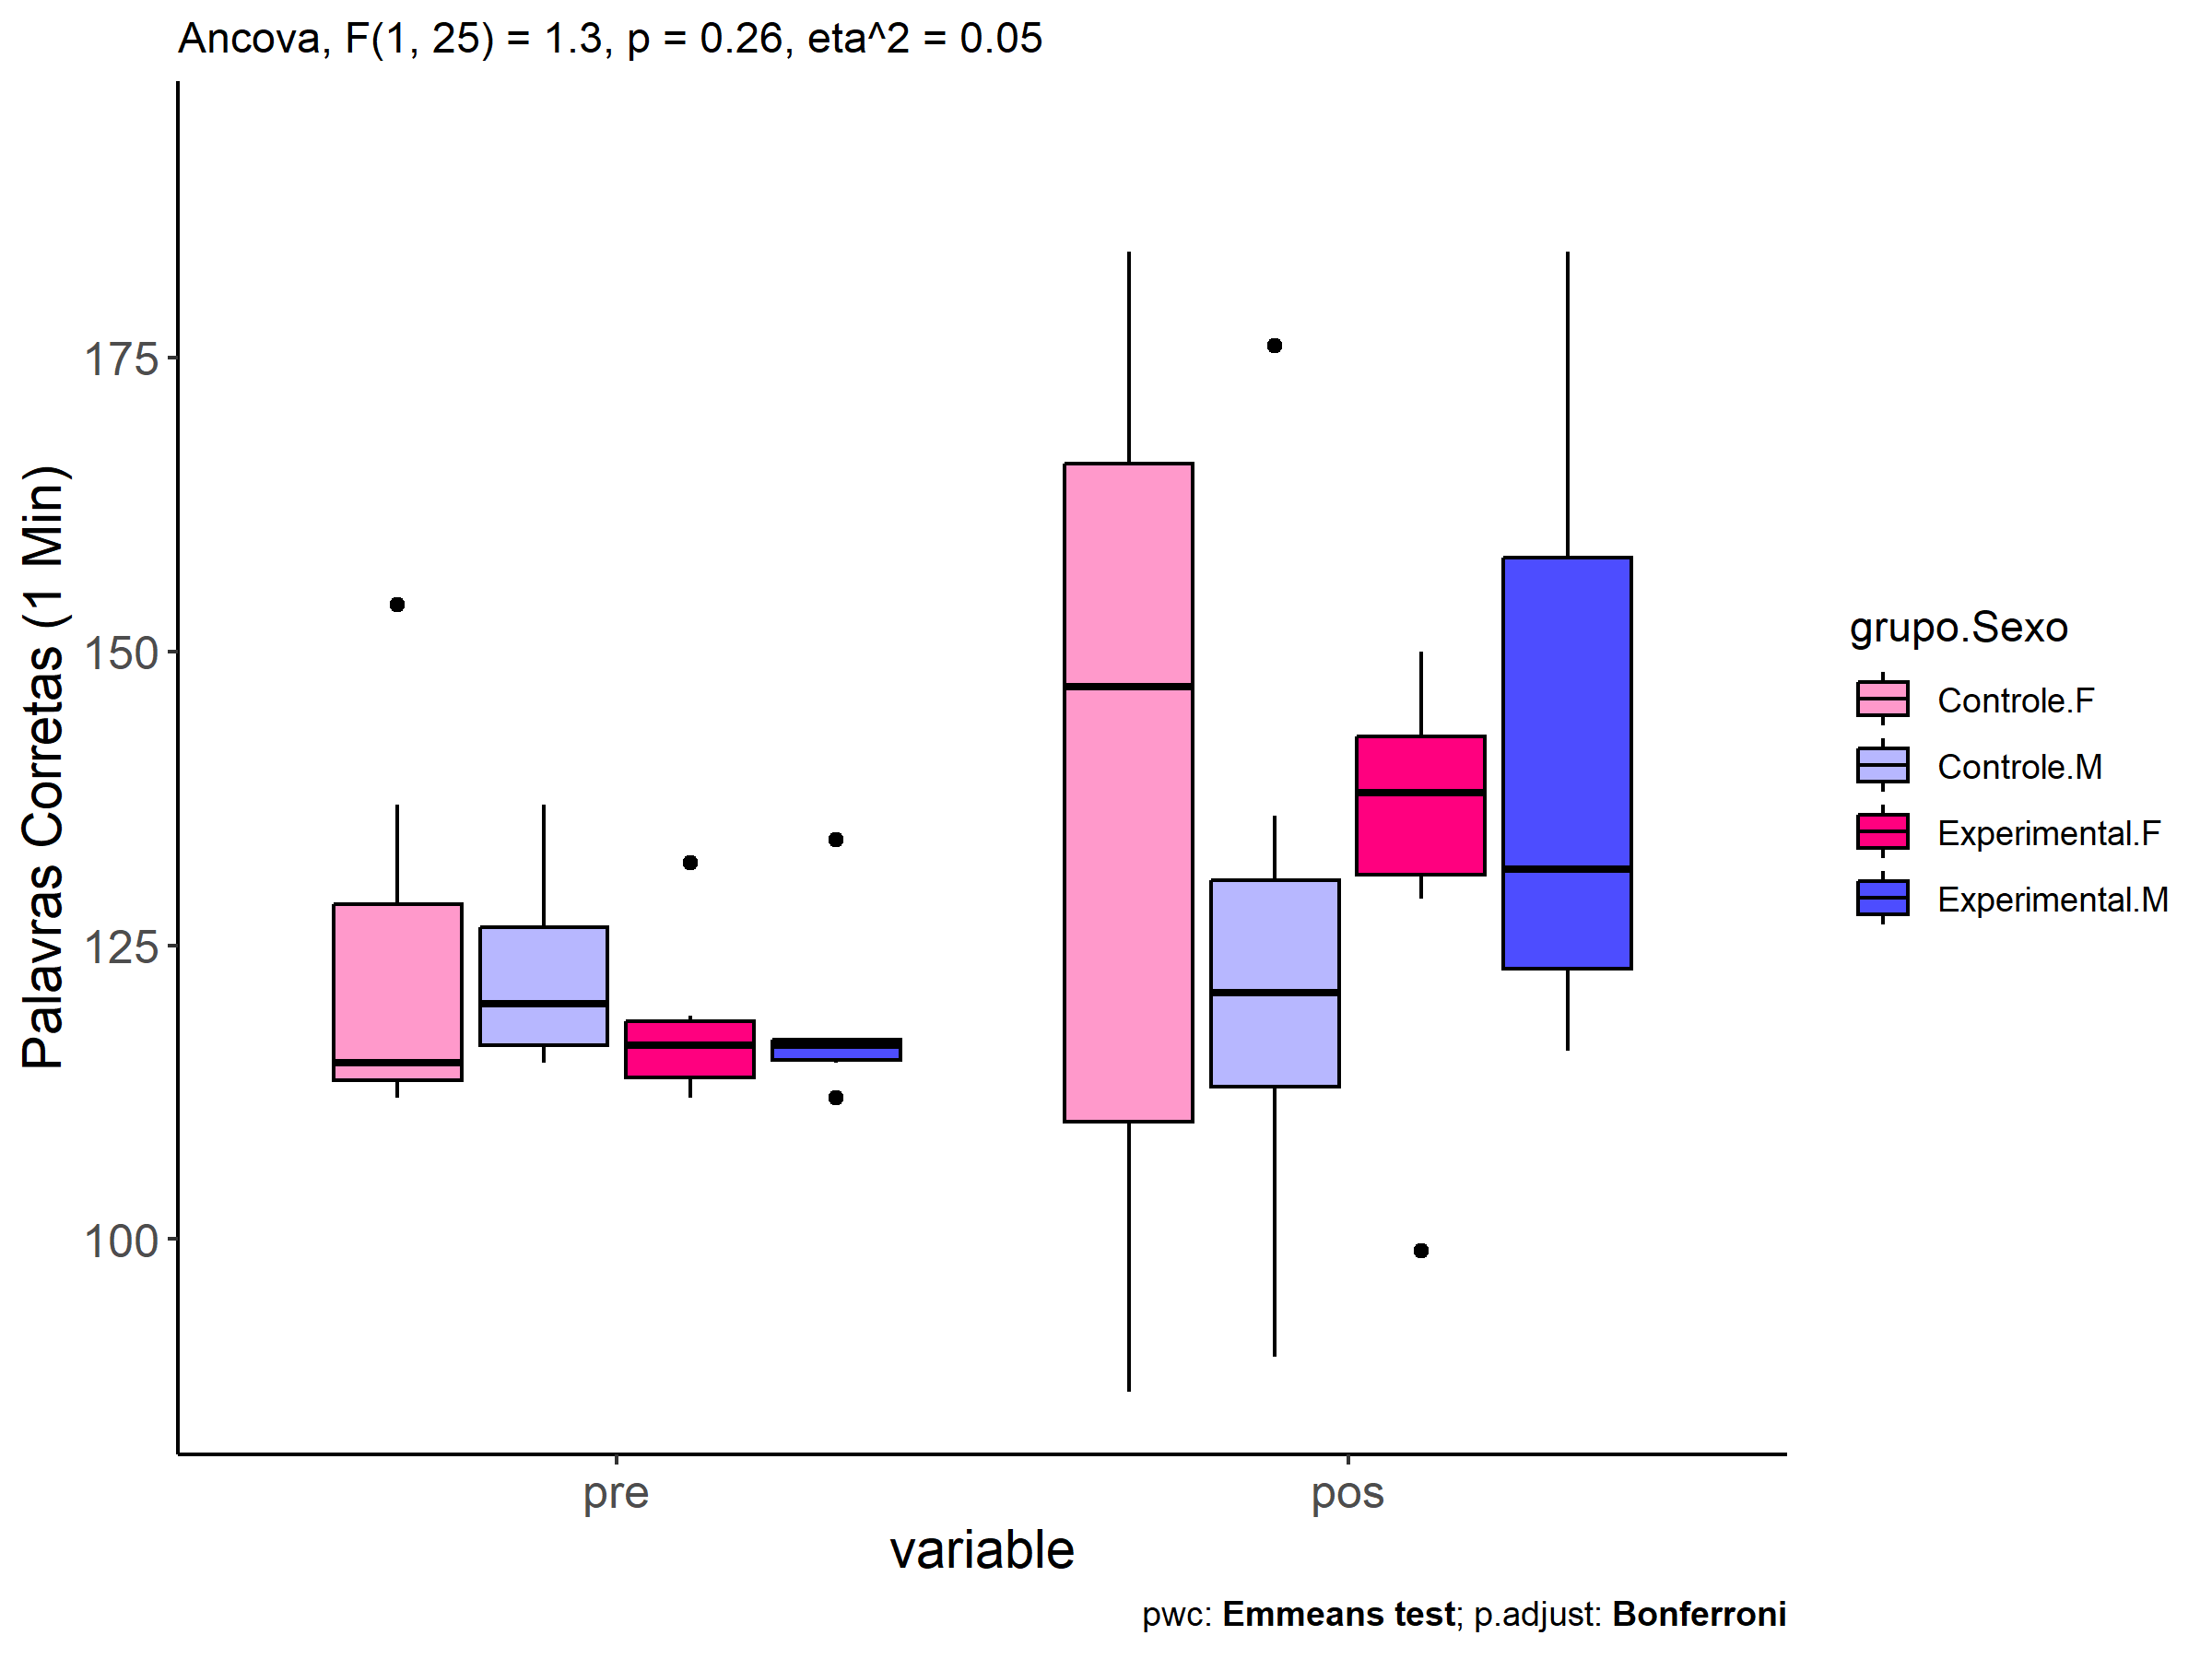 Ancova, F(1, 25) = 1.3, p = 0.26, eta^2 = 0.05
Palavras Corretas (1 Min)
175
150
125
100
pre
pos
variable
grupo.Sexo
Controle.F
Controle.M
Experimental.F
Experimental.M
pwc: Emmeans test; p.adjust: Bonferroni